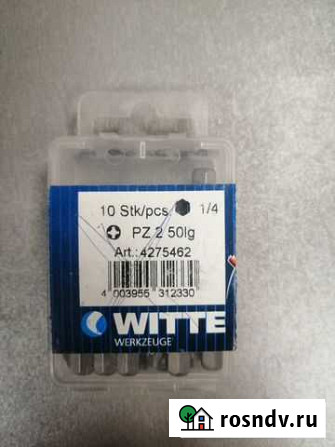 10 Stk/pcs. 1/4
PZ 2 50lg
Art.:4275462
4 003955 312330
WITTE
WERKZEUGE
rosndv.ru